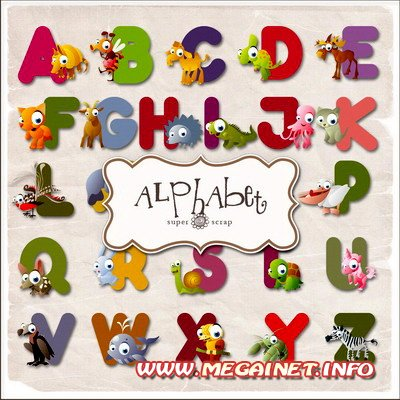 A B C D E
F G H I J K
L P
ALPHABET
super scrap
Q R S T U
V W X Y Z
WWW.MEGAINET.INFO